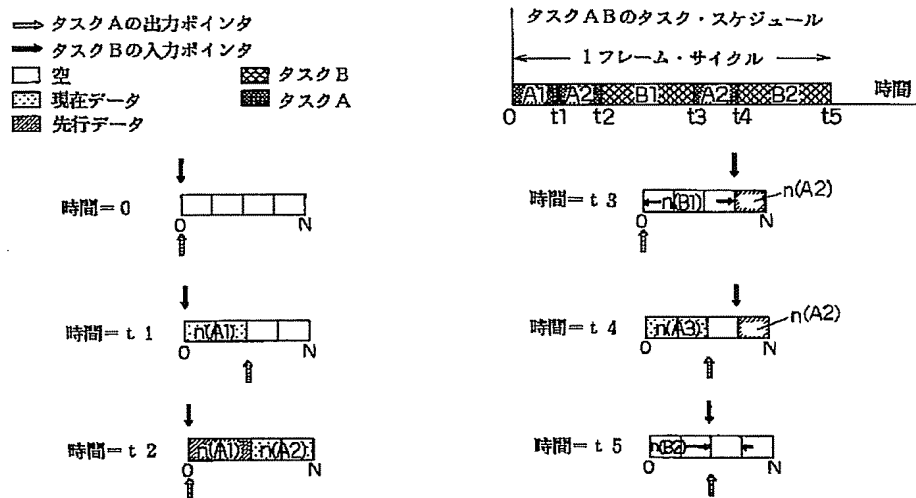 タスクAの出力ポインタ
タスクBの入力ポインタ
空
タスクB
現在データ
タスクA
先行データ
タスクABのタスク・スケジュール
1フレーム・サイクル
A1 A2 B1 A2 B2
時間
0 t1 t2 t3 t4 t5
時間=0
0 N
時間=t1
n(A1)
0 N
時間=t2
n(A1) n(A2)
0 N
時間=t3
n(B1)
n(A2)
0 N
時間=t4
n(A3)
n(A2)
0 N
時間=t5
n(B2)
0 N